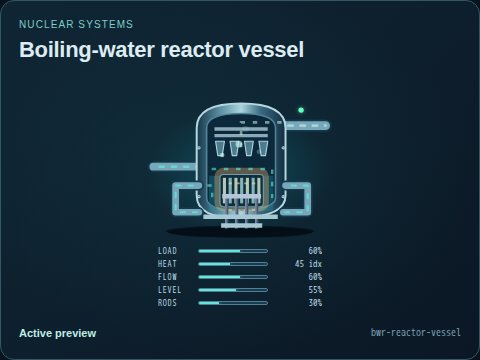 NUCLEAR SYSTEMS
Boiling-water reactor vessel
LOAD 60%
HEAT 45 idx
FLOW 60%
LEVEL 55%
RODS 30%
Active preview bwr-reactor-vessel